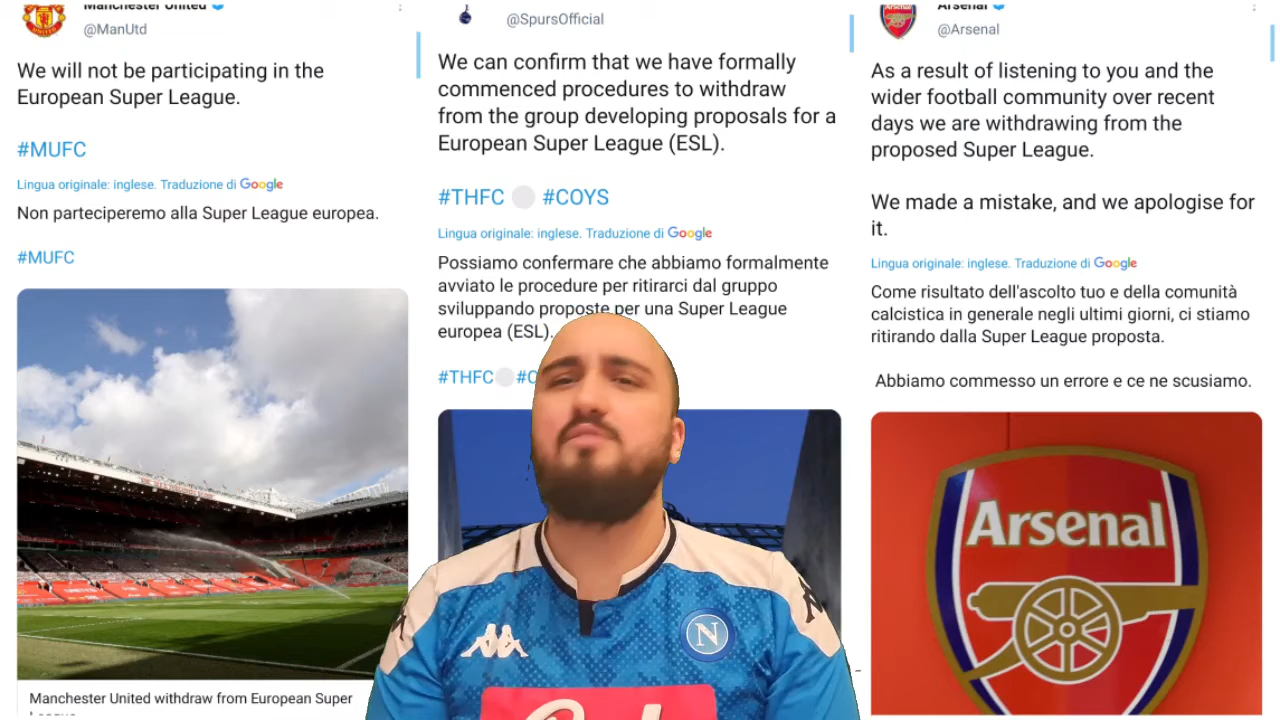 Manchester United
@ManUtd
We will not be participating in the
European Super League.
#MUFC
Lingua originale: inglese. Traduzione di Google
Non parteciperemo alla Super League europea.
#MUFC
Manchester United withdraw from European Super
League
@SpursOfficial
We can confirm that we have formally
commenced procedures to withdraw
from the group developing proposals for a
European Super League (ESL).
#THFC #COYS
Lingua originale: inglese. Traduzione di Google
Possiamo confermare che abbiamo formalmente
avviato le procedure per ritirarci dal gruppo
sviluppando proposte per una Super League
europea (ESL).
#THFC #C
N
Arsenal
@Arsenal
As a result of listening to you and the
wider football community over recent
days we are withdrawing from the
proposed Super League.
We made a mistake, and we apologise for
it.
Lingua originale: inglese. Traduzione di Google
Come risultato dell'ascolto tuo e della comunità
calcistica in generale negli ultimi giorni, ci stiamo
ritirando dalla Super League proposta.
Abbiamo commesso un errore e ce ne scusiamo.
Arsenal